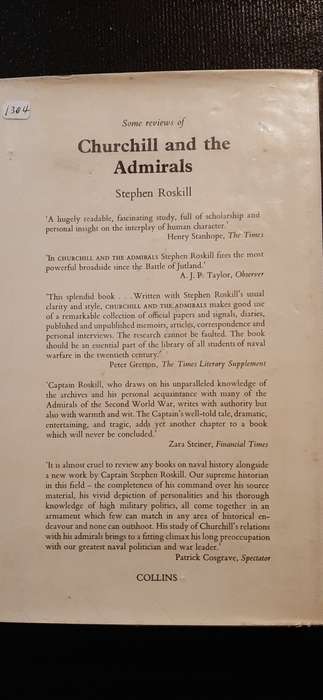 1304
Some reviews of
Churchill and the
Admirals
Stephen Roskill
'A hugely readable, fascinating study, full of scholarship and
personal insight on the interplay of human character.'
Henry Stanhope, The Times
'In CHURCHILL AND THE ADMIRALS Stephen Roskill fires the most
powerful broadside since the Battle of Jutland.'
A. J. P. Taylor, Observer
'This splendid book . . . Written with Stephen Roskill's usual
clarity and style, CHURCHILL AND THE ADMIRALS makes good use
of a remarkable collection of official papers and signals, diaries,
published and unpublished memoirs, articles, correspondence and
personal interviews. The research cannot be faulted. The book
should be an essential part of the library of all students of naval
warfare in the twentieth century.'
Peter Gretton, The Times Literary Supplement
'Captain Roskill, who draws on his unparalleled knowledge of
the archives and his personal acquaintance with many of the
Admirals of the Second World War, writes with authority but
also with warmth and wit. The Captain's well-told tale, dramatic,
entertaining, and tragic, adds yet another chapter to a book
which will never be concluded.'
Zara Steiner, Financial Times
'It is almost cruel to review any books on naval history alongside
a new work by Captain Stephen Roskill. Our supreme historian
in this field – the completeness of his command over his source
material, his vivid depiction of personalities and his thorough
knowledge of high military politics, all come together in an
armament which few can match in any area of historical en-
deavour and none can outshoot. His study of Churchill's relations
with his admirals brings to a fitting climax his long preoccupation
with our greatest naval politician and war leader.'
Patrick Cosgrave, Spectator
COLLINS